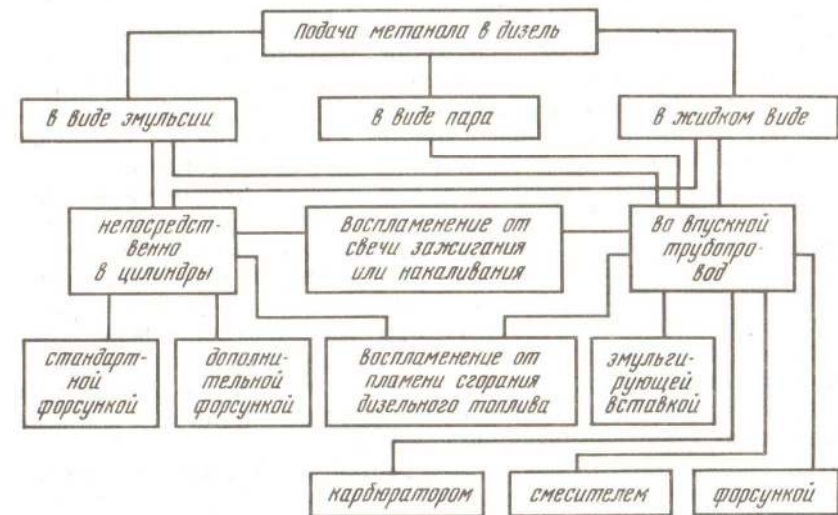 Подача метанала в дизель
в виде эмульсии
в виде пара
в жидком виде
непосредст-
венно
в цилиндры
Воспламенение от
свечи зажигания
или накаливания
во впускной
трубопро-
вод
стандарт-
ной
форсункой
дополни-
тельной
форсункой
Воспламенение от
пламени сгорания
дизельного топлива
эмульги-
рующей
вставкой
карбюратором
смесителем
форсункой